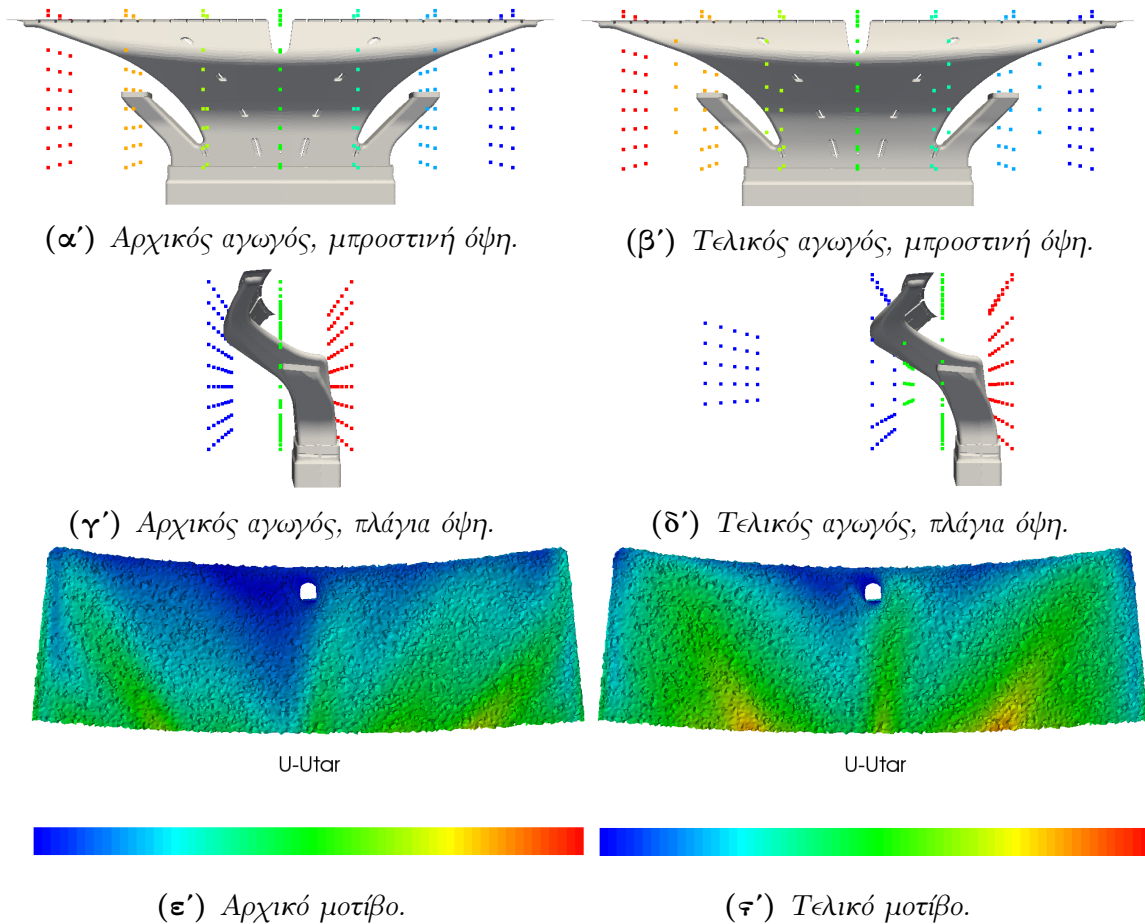 (α΄) Αρχικός αγωγός, μπροστινή όψη.
(β΄) Τελικός αγωγός, μπροστινή όψη.
(γ΄) Αρχικός αγωγός, πλάγια όψη.
(δ΄) Τελικός αγωγός, πλάγια όψη.
U-Utar
U-Utar
(ε΄) Αρχικό μοτίβο.
(ϛ΄) Τελικό μοτίβο.